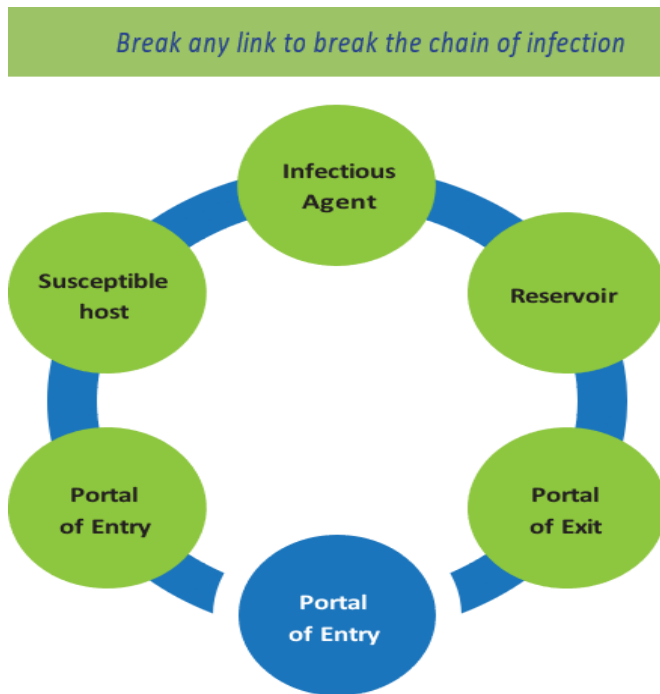 Break any link to break the chain of infection
Infectious
Agent
Reservoir
Portal
of Exit
Portal
of Entry
Portal
of Entry
Susceptible
host